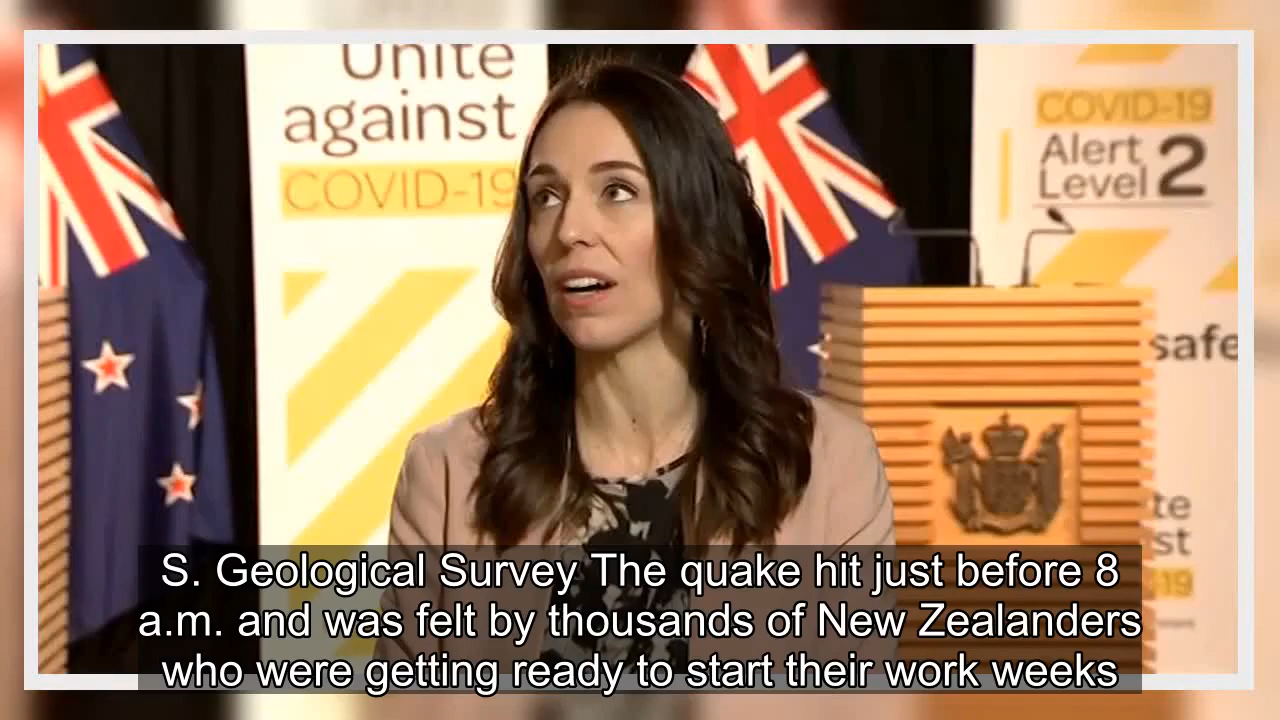 Unite
against
COVID-19
COVID-19
Alert
Level 2
safe
te
st
19
S. Geological Survey The quake hit just before 8
a.m. and was felt by thousands of New Zealanders
who were getting ready to start their work weeks